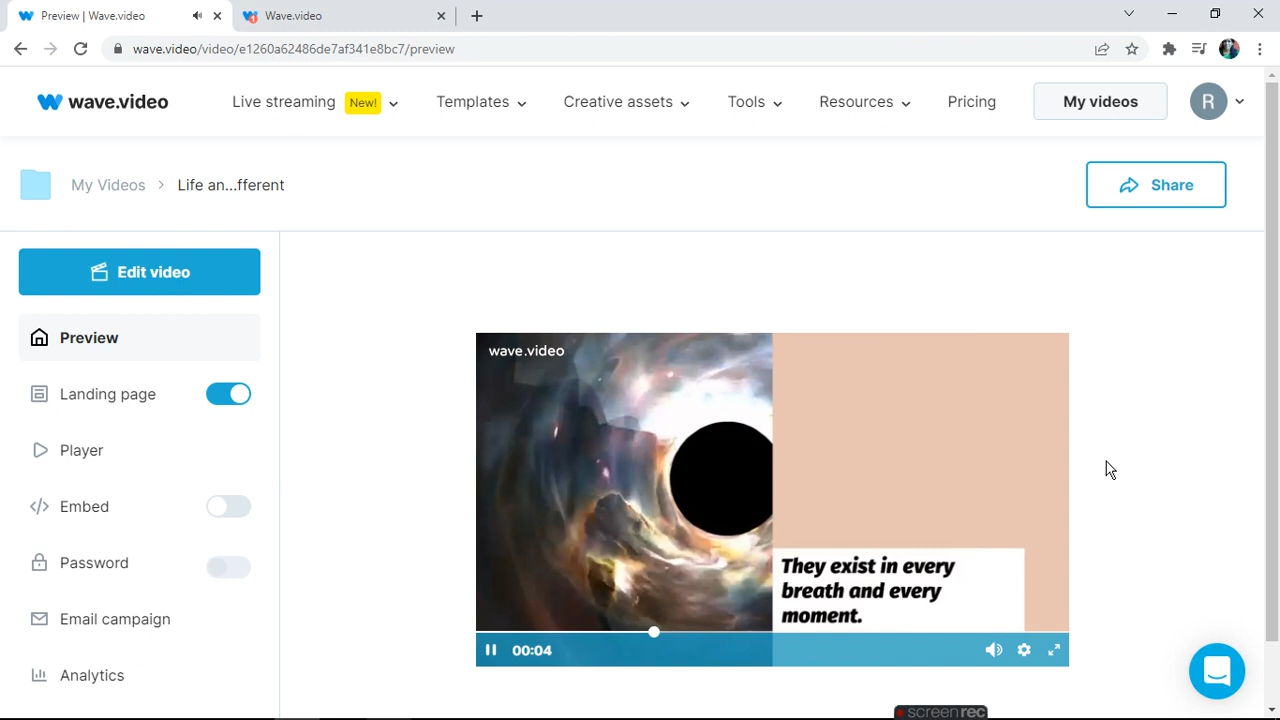 Preview | Wave.video
Wave.video
wave.video/video/e1260a62486de7af341e8bc7/preview
wave.video
Live streaming New!
Templates
Creative assets
Tools
Resources
Pricing
My videos
R
My Videos > Life an...fferent
Share
Edit video
Preview
Landing page
Player
Embed
Password
Email campaign
Analytics
wave.video
They exist in every
breath and every
moment.
00:04
screenrec